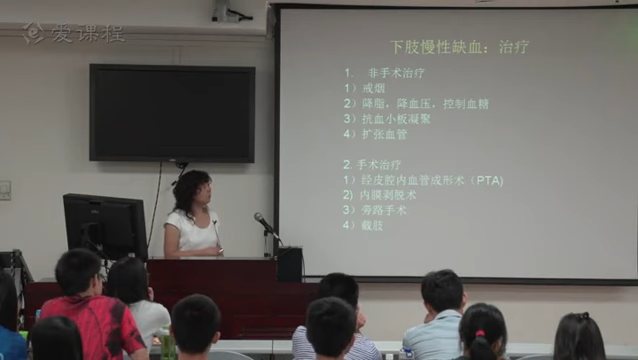 爱课程
下肢慢性缺血：治疗
1. 非手术治疗
1）戒烟
2）降脂，降血压，控制血糖
3）抗血小板凝聚
4）扩张血管
2. 手术治疗
1）经皮腔内血管成形术（PTA)
2) 内膜剥脱术
3）旁路手术
4）截肢